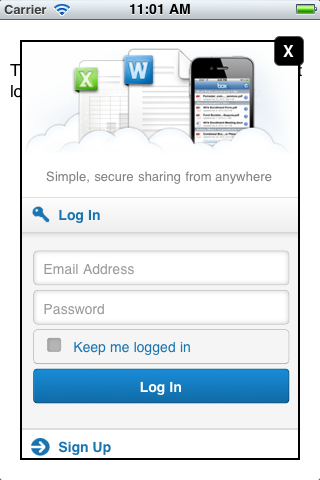 Carrier 11:01 AM
X
X W
box
Simple, secure sharing from anywhere
Log In
Email Address
Password
Keep me logged in
Log In
Sign Up